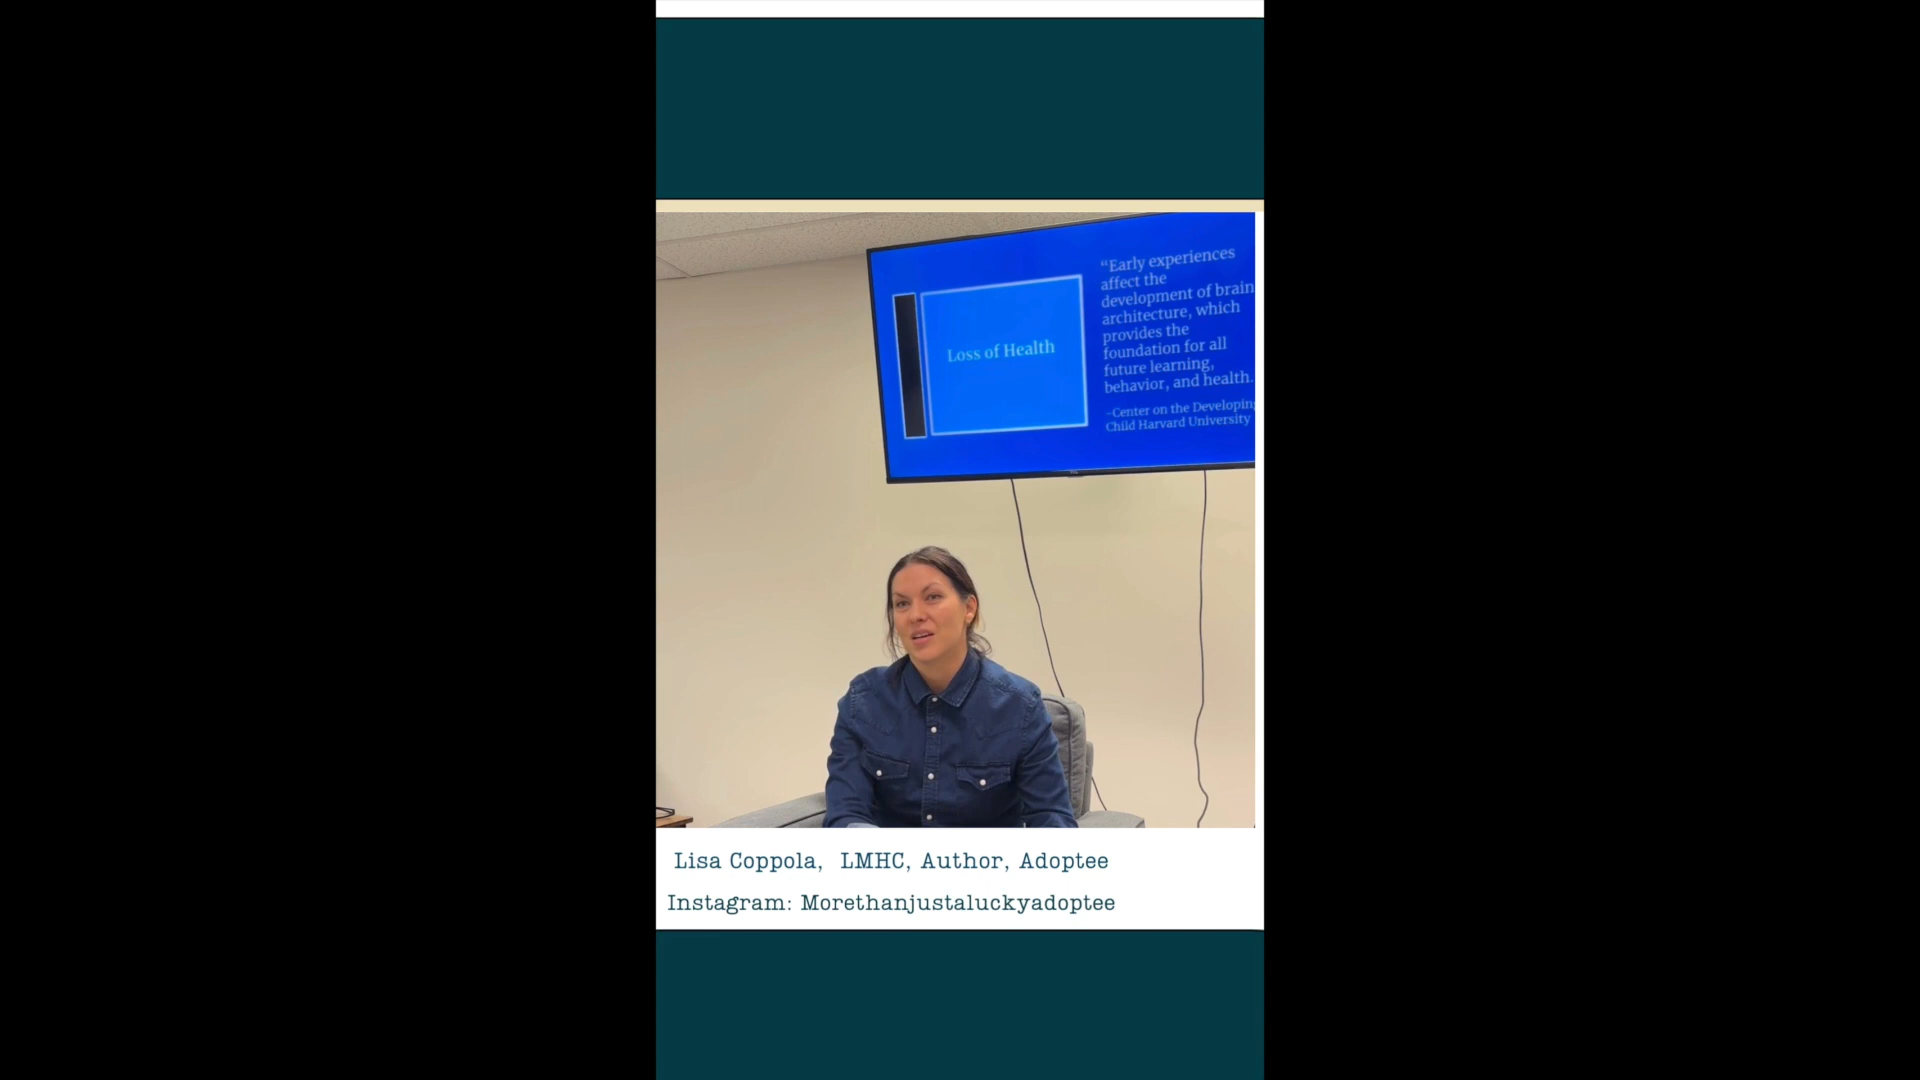 Loss of Health
“Early experiences
affect the
development of brain
architecture, which
provides the
foundation for all
future learning,
behavior, and health.
–Center on the Developing
Child Harvard University
Lisa Coppola, LMHC, Author, Adoptee
Instagram: Morethanjustaluckyadoptee